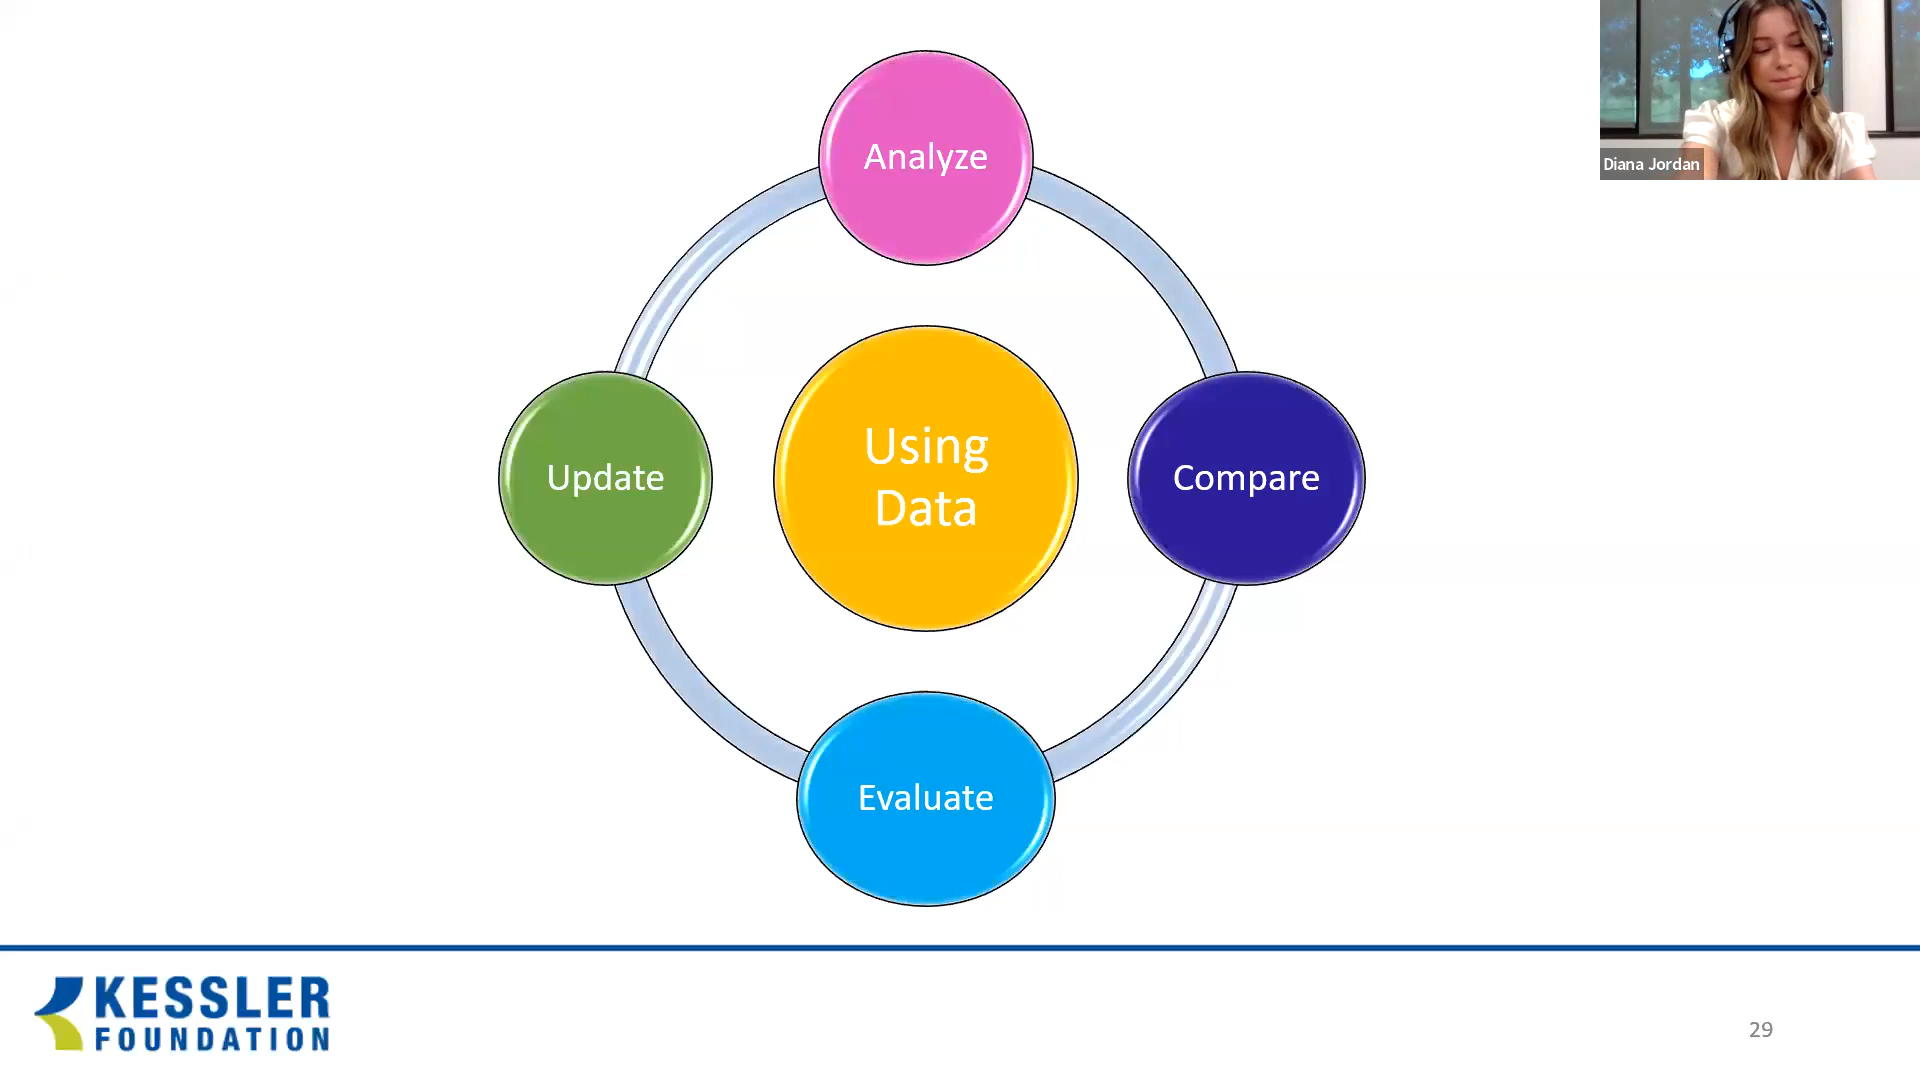 Analyze
Diana Jordan
Using
Data
Update
Compare
Evaluate
KESSLER
FOUNDATION
29